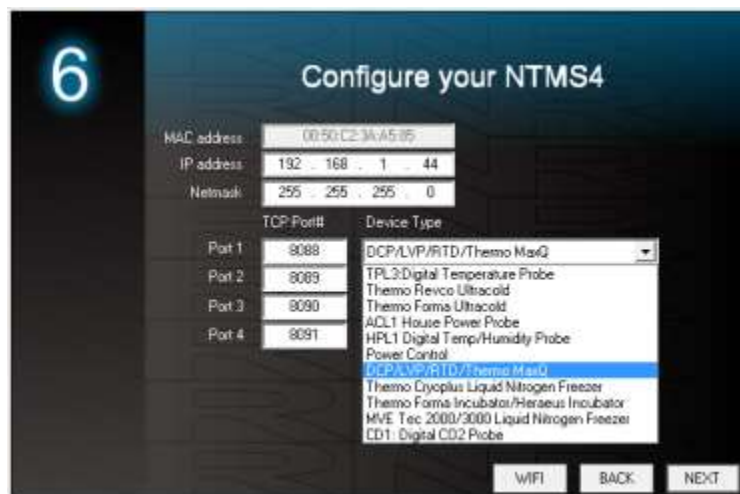 6
Configure your NTMS4
MAC address 00:50:C2:3A:A5:85
IP address 192 . 168 . 1 . 44
Netmask 255 . 255 . 255 . 0
TCP Port# Device Type
Port 1 8088 DCP/LVP/RTD/Thermo MaxQ
Port 2 8089
Port 3 8090
Port 4 8091
TPL3:Digital Temperature Probe
Thermo Revco Ultracold
Thermo Forma Ultracold
ACL1 House Power Probe
HPL1 Digital Temp/Humidity Probe
Power Control
DCP/LVP/RTD/Thermo MaxQ
Thermo Cryoplus Liquid Nitrogen Freezer
Thermo Forma Incubator/Heraeus Incubator
MVE Tec 2000/3000 Liquid Nitrogen Freezer
CD1: Digital CO2 Probe
WIFI BACK NEXT